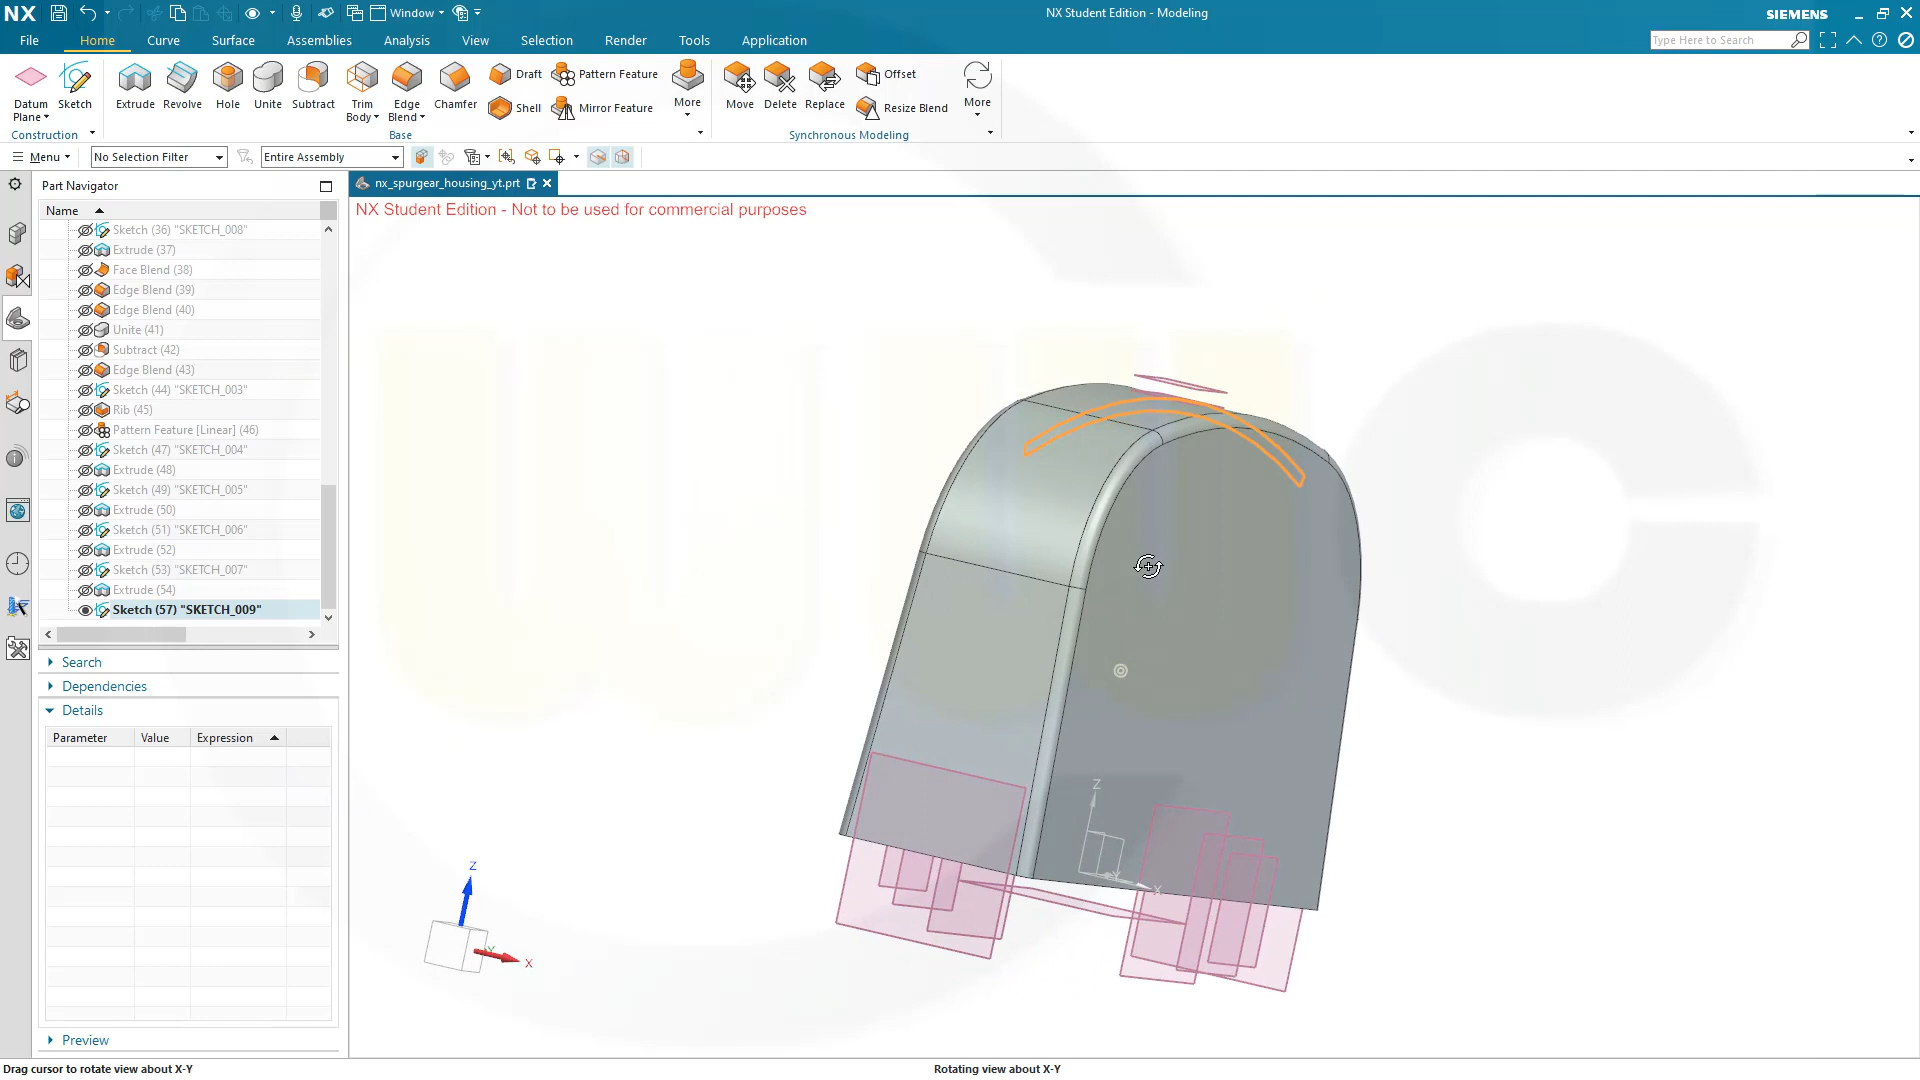 NX
Window
NX Student Edition - Modeling
SIEMENS
File
Home
Curve
Surface
Assemblies
Analysis
View
Selection
Render
Tools
Application
Type Here to Search
Datum
Plane
Sketch
Extrude
Revolve
Hole
Unite
Subtract
Trim
Body
Edge
Blend
Chamfer
Draft
Shell
Pattern Feature
Mirror Feature
More
Move
Delete
Replace
Offset
Resize Blend
More
Construction
Base
Synchronous Modeling
Menu
No Selection Filter
Entire Assembly
Part Navigator
nx_spurgear_housing_yt.prt
Name
NX Student Edition - Not to be used for commercial purposes
Sketch (36) "SKETCH_008"
Extrude (37)
Face Blend (38)
Edge Blend (39)
Edge Blend (40)
Unite (41)
Subtract (42)
Edge Blend (43)
Sketch (44) "SKETCH_003"
Rib (45)
Pattern Feature [Linear] (46)
Sketch (47) "SKETCH_004"
Extrude (48)
Sketch (49) "SKETCH_005"
Extrude (50)
Sketch (51) "SKETCH_006"
Extrude (52)
Sketch (53) "SKETCH_007"
Extrude (54)
Sketch (57) "SKETCH_009"
Search
Dependencies
Details
Parameter
Value
Expression
Preview
Z
Y
X
Z
Y
X
Drag cursor to rotate view about X-Y
Rotating view about X-Y